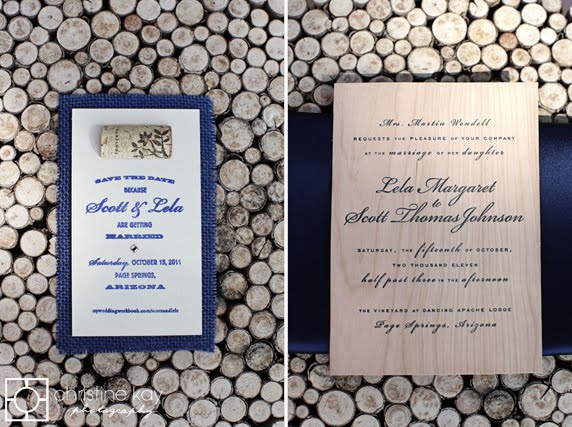 SAVE THE DATE
BECAUSE
Scott & Lela
ARE GETTING
MARRIED
SATURDAY, OCTOBER 15, 2011
PAGE SPRINGS,
ARIZONA
myweddingworkbook.com/scottandlela
Mrs. Martin Wendell
REQUESTS THE PLEASURE OF YOUR COMPANY
AT THE marriage OF HER daughter
Lela Margaret
to
Scott Thomas Johnson
SATURDAY, THE fifteenth OF OCTOBER,
TWO THOUSAND ELEVEN
half past three IN THE afternoon
THE VINEYARD AT DANCING APACHE LODGE
Page Springs, Arizona
christine kay
photography